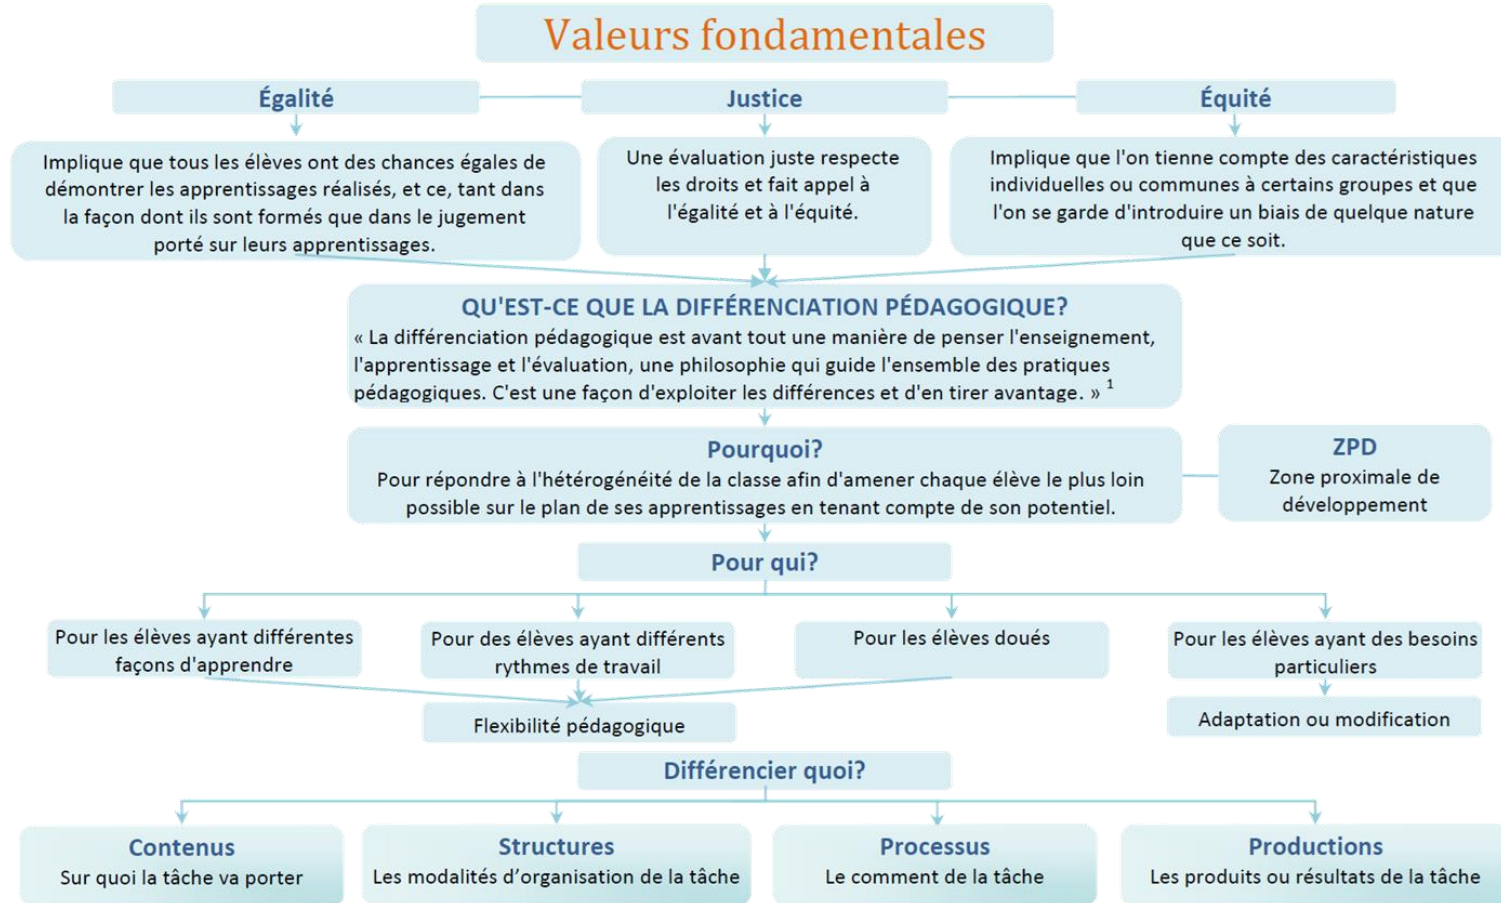 Valeurs fondamentales
Égalité
Justice
Équité
Implique que tous les élèves ont des chances égales de
démontrer les apprentissages réalisés, et ce, tant dans
la façon dont ils sont formés que dans le jugement
porté sur leurs apprentissages.
Une évaluation juste respecte
les droits et fait appel à
l'égalité et à l'équité.
Implique que l'on tienne compte des caractéristiques
individuelles ou communes à certains groupes et que
l'on se garde d'introduire un biais de quelque nature
que ce soit.
QU'EST-CE QUE LA DIFFÉRENCIATION PÉDAGOGIQUE?
« La différenciation pédagogique est avant tout une manière de penser l'enseignement,
l'apprentissage et l'évaluation, une philosophie qui guide l'ensemble des pratiques
pédagogiques. C'est une façon d'exploiter les différences et d'en tirer avantage. » 1
Pourquoi?
Pour répondre à l'hétérogénéité de la classe afin d'amener chaque élève le plus loin
possible sur le plan de ses apprentissages en tenant compte de son potentiel.
ZPD
Zone proximale de
développement
Pour qui?
Pour les élèves ayant différentes
façons d'apprendre
Pour des élèves ayant différents
rythmes de travail
Pour les élèves doués
Pour les élèves ayant des besoins
particuliers
Flexibilité pédagogique
Adaptation ou modification
Différencier quoi?
Contenus
Sur quoi la tâche va porter
Structures
Les modalités d’organisation de la tâche
Processus
Le comment de la tâche
Productions
Les produits ou résultats de la tâche